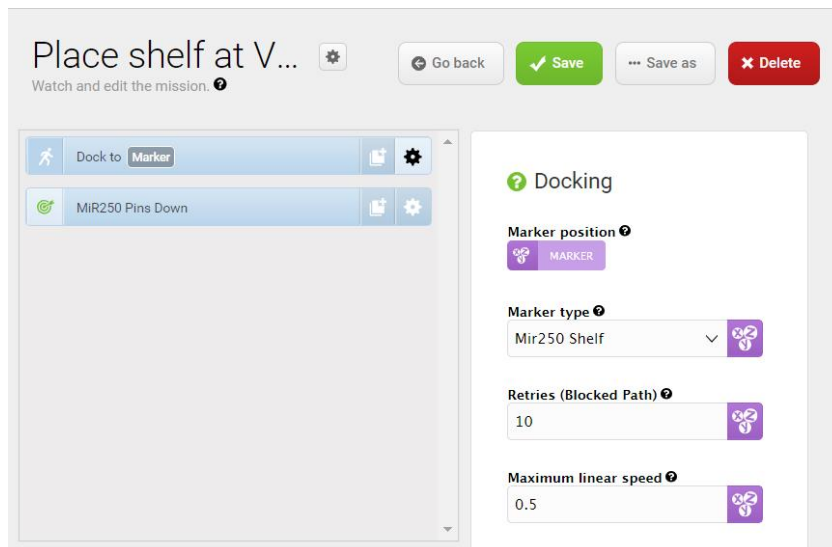 Place shelf at V...
Go back
Save
Save as
Delete
Watch and edit the mission.
Dock to Marker
MiR250 Pins Down
Docking
Marker position
MARKER
Marker type
Mir250 Shelf
Retries (Blocked Path)
10
Maximum linear speed
0.5